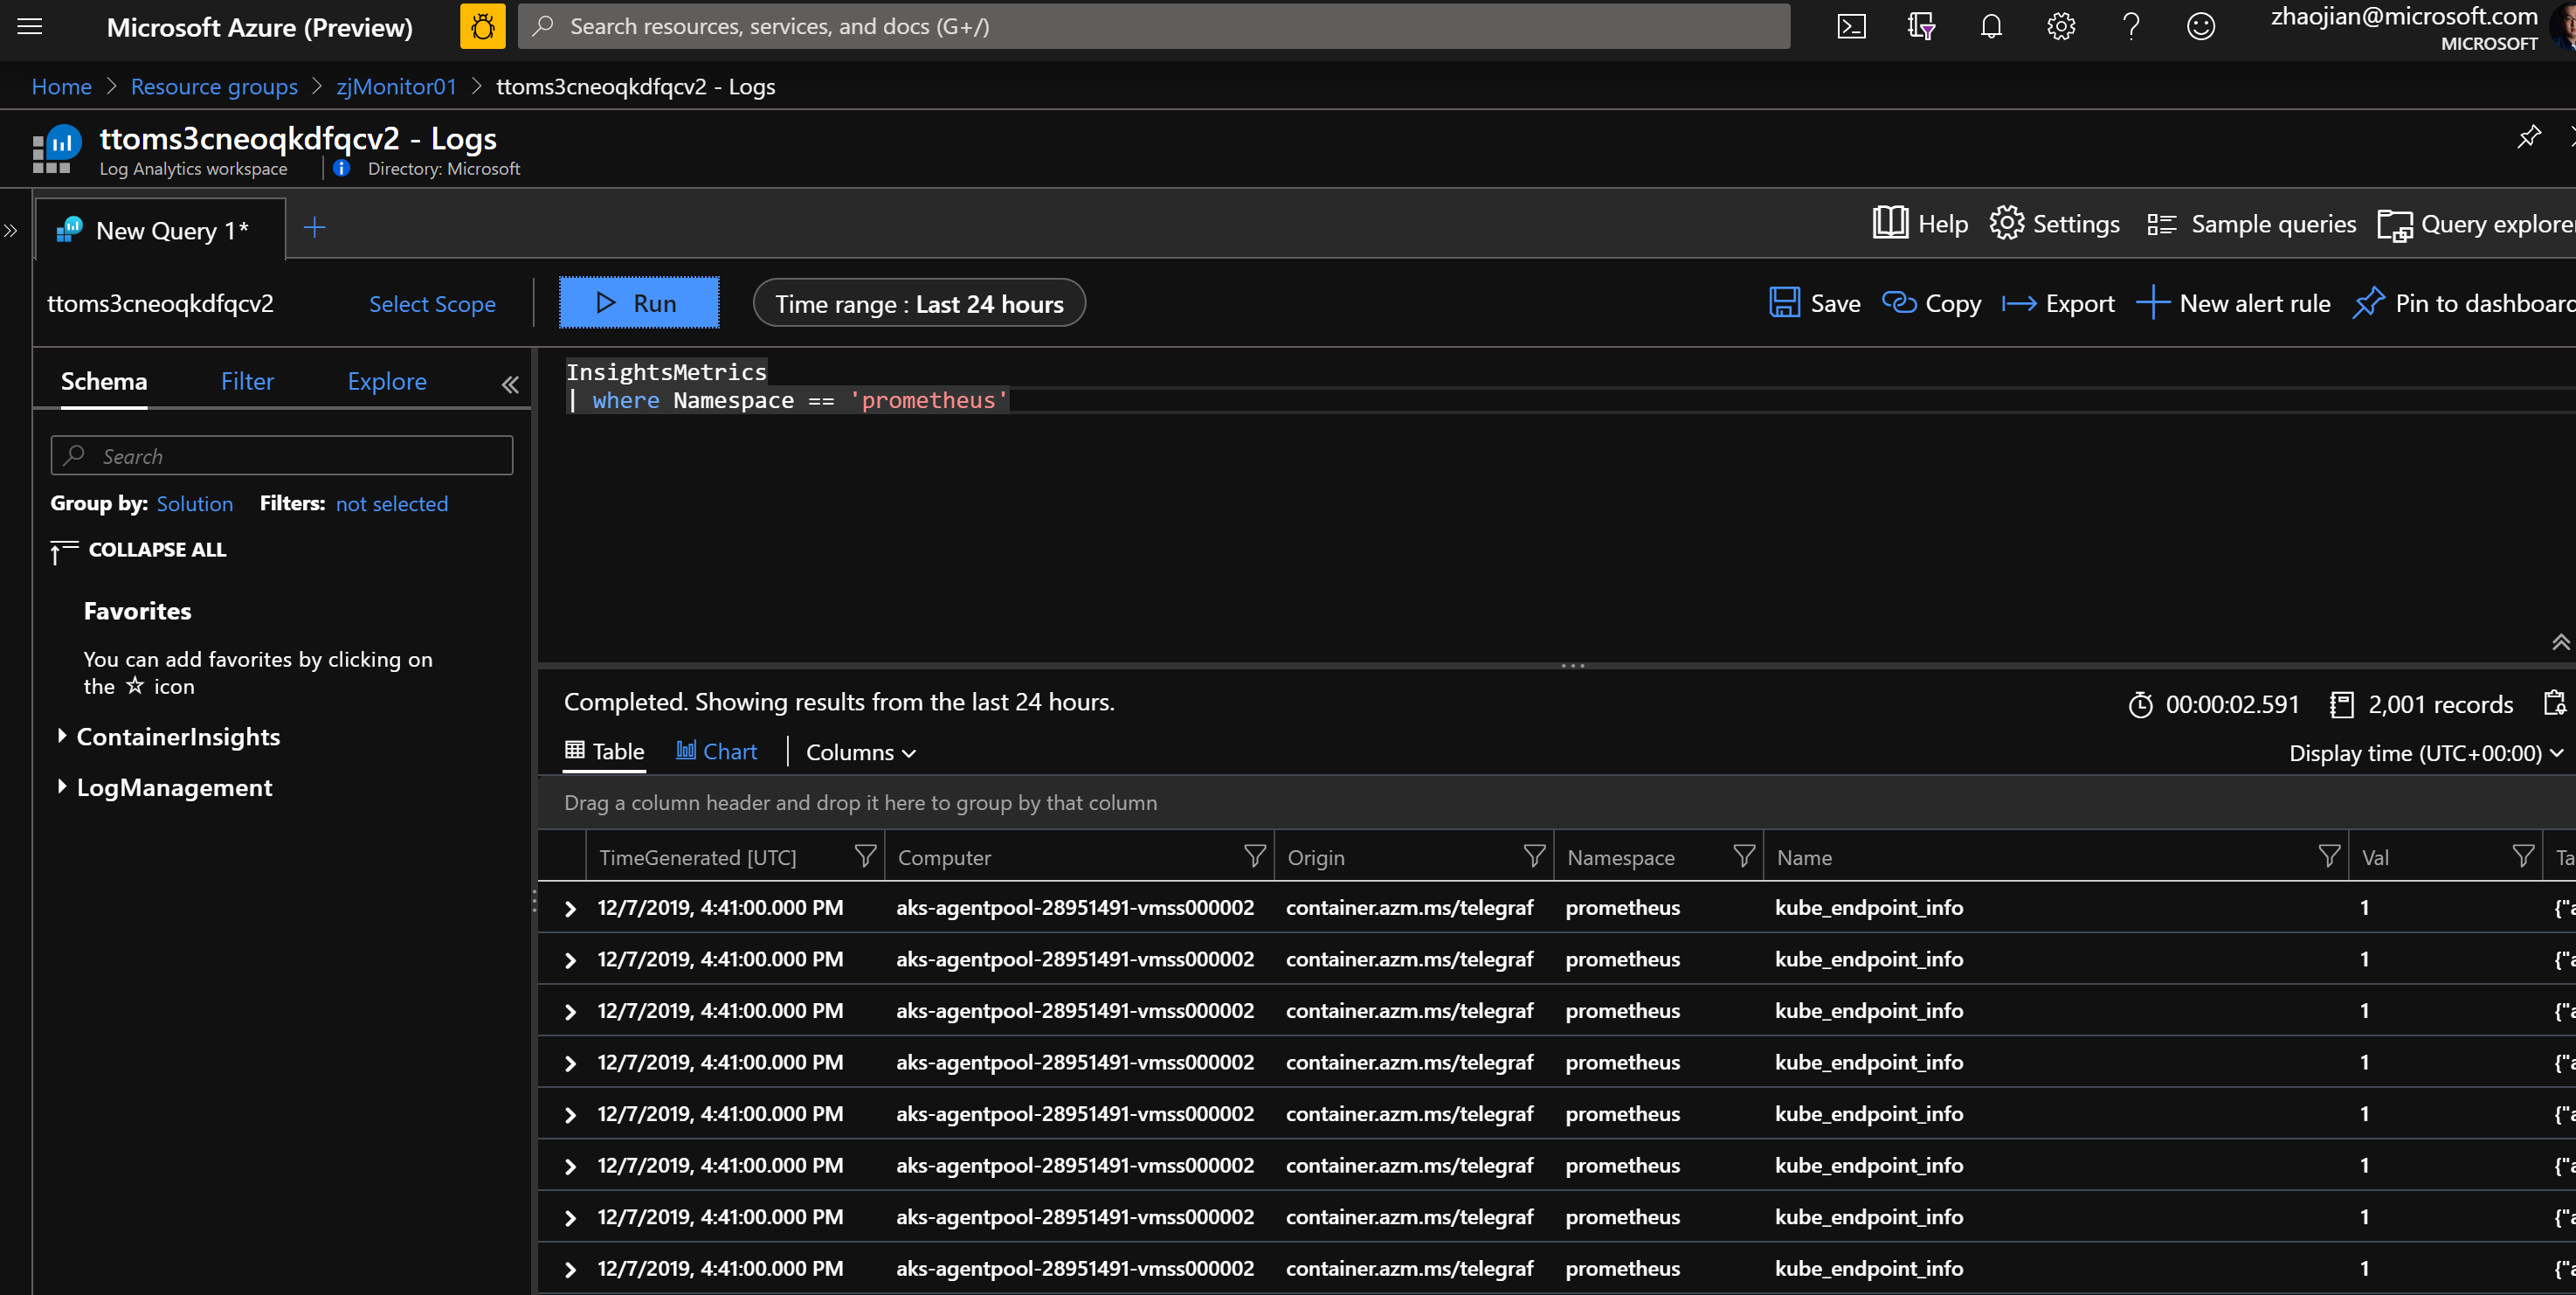 Microsoft Azure (Preview)
Search resources, services, and docs (G+/)
zhaojian@microsoft.com
MICROSOFT
Home > Resource groups > zjMonitor01 > ttoms3cneoqkdfqcv2 - Logs
ttoms3cneoqkdfqcv2 - Logs
Log Analytics workspace
Directory: Microsoft
New Query 1*
Help Settings Sample queries Query explorer
ttoms3cneoqkdfqcv2 Select Scope Run Time range : Last 24 hours Save Copy Export New alert rule Pin to dashboard
Schema Filter Explore
Search
Group by: Solution Filters: not selected
COLLAPSE ALL
Favorites
You can add favorites by clicking on
the ☆ icon
ContainerInsights
LogManagement
InsightsMetrics
| where Namespace == 'prometheus'
Completed. Showing results from the last 24 hours.
00:00:02.591 2,001 records
Table Chart Columns
Display time (UTC+00:00)
Drag a column header and drop it here to group by that column
TimeGenerated [UTC] Computer Origin Namespace Name Val Ta
12/7/2019, 4:41:00.000 PM aks-agentpool-28951491-vmss000002 container.azm.ms/telegraf prometheus kube_endpoint_info 1 {"a
12/7/2019, 4:41:00.000 PM aks-agentpool-28951491-vmss000002 container.azm.ms/telegraf prometheus kube_endpoint_info 1 {"a
12/7/2019, 4:41:00.000 PM aks-agentpool-28951491-vmss000002 container.azm.ms/telegraf prometheus kube_endpoint_info 1 {"a
12/7/2019, 4:41:00.000 PM aks-agentpool-28951491-vmss000002 container.azm.ms/telegraf prometheus kube_endpoint_info 1 {"a
12/7/2019, 4:41:00.000 PM aks-agentpool-28951491-vmss000002 container.azm.ms/telegraf prometheus kube_endpoint_info 1 {"a
12/7/2019, 4:41:00.000 PM aks-agentpool-28951491-vmss000002 container.azm.ms/telegraf prometheus kube_endpoint_info 1 {"a
12/7/2019, 4:41:00.000 PM aks-agentpool-28951491-vmss000002 container.azm.ms/telegraf prometheus kube_endpoint_info 1 {"a
12/7/2019, 4:41:00.000 PM aks-agentpool-28951491-vmss000002 container.azm.ms/telegraf prometheus kube_endpoint_info 1 {"a